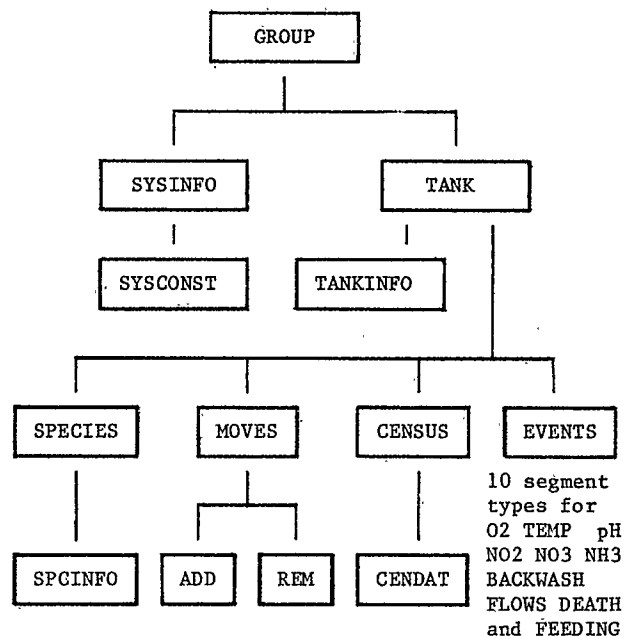 GROUP
SYSINFO TANK
SYSCONST TANKINFO
SPECIES MOVES CENSUS EVENTS
10 segment
types for
O2 TEMP pH
NO2 NO3 NH3
BACKWASH
FLOWS DEATH
and FEEDING
SPCINFO ADD REM CENDAT